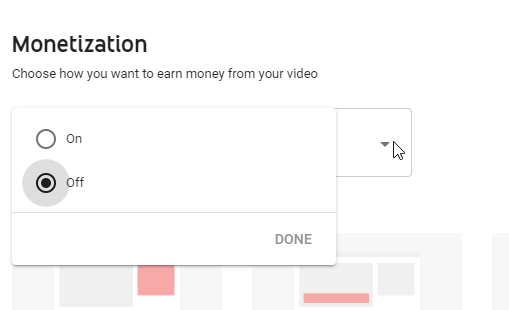 Monetization
Choose how you want to earn money from your video
On
Off
DONE